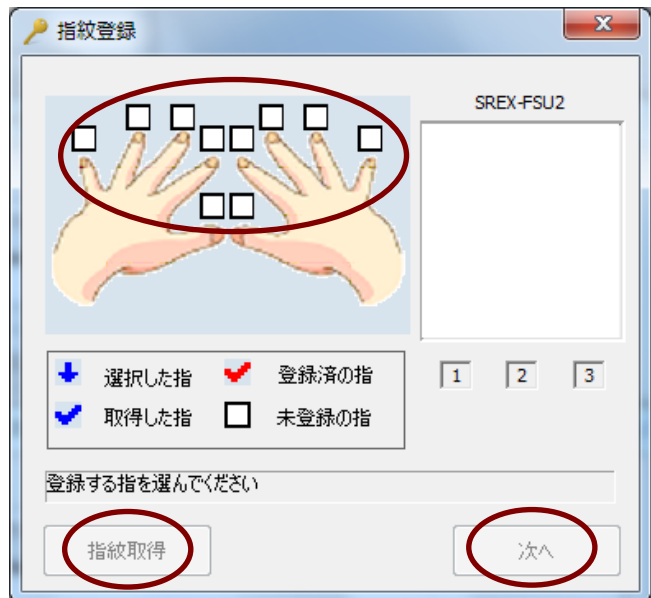 指紋登録
SREX-FSU2
選択した指
登録済の指
1 2 3
取得した指
未登録の指
登録する指を選んでください
指紋取得
次へ